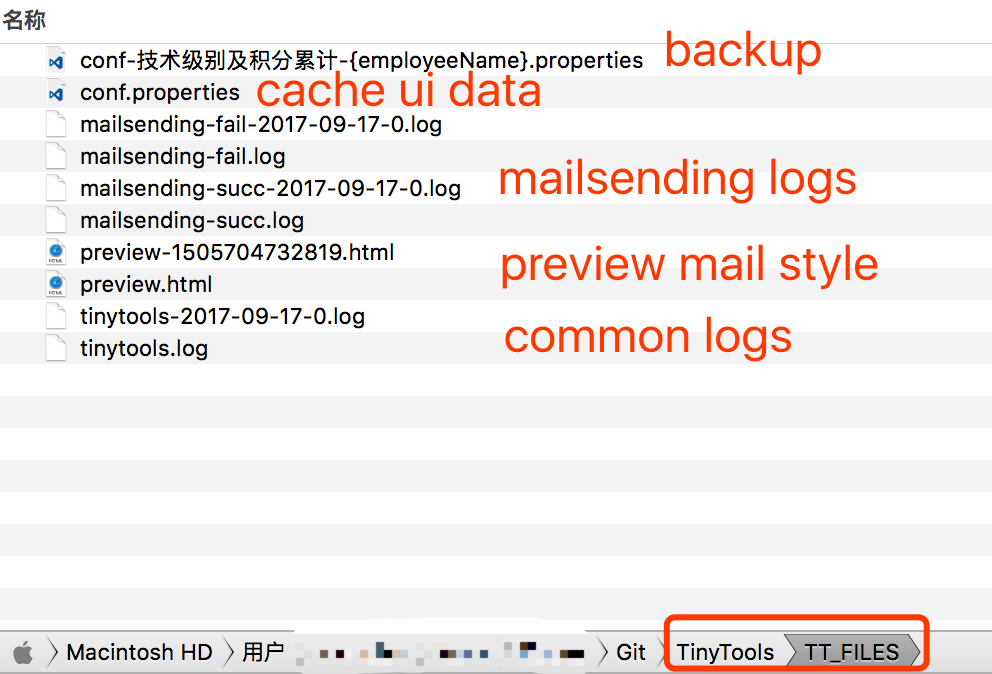 名称
conf-技术级别及积分累计-{employeeName}.properties backup
conf.properties cache ui data
mailsending-fail-2017-09-17-0.log
mailsending-fail.log
mailsending-succ-2017-09-17-0.log mailsending logs
mailsending-succ.log
preview-1505704732819.html preview mail style
preview.html
tinytools-2017-09-17-0.log common logs
tinytools.log
Macintosh HD 用户 Git TinyTools TT_FILES